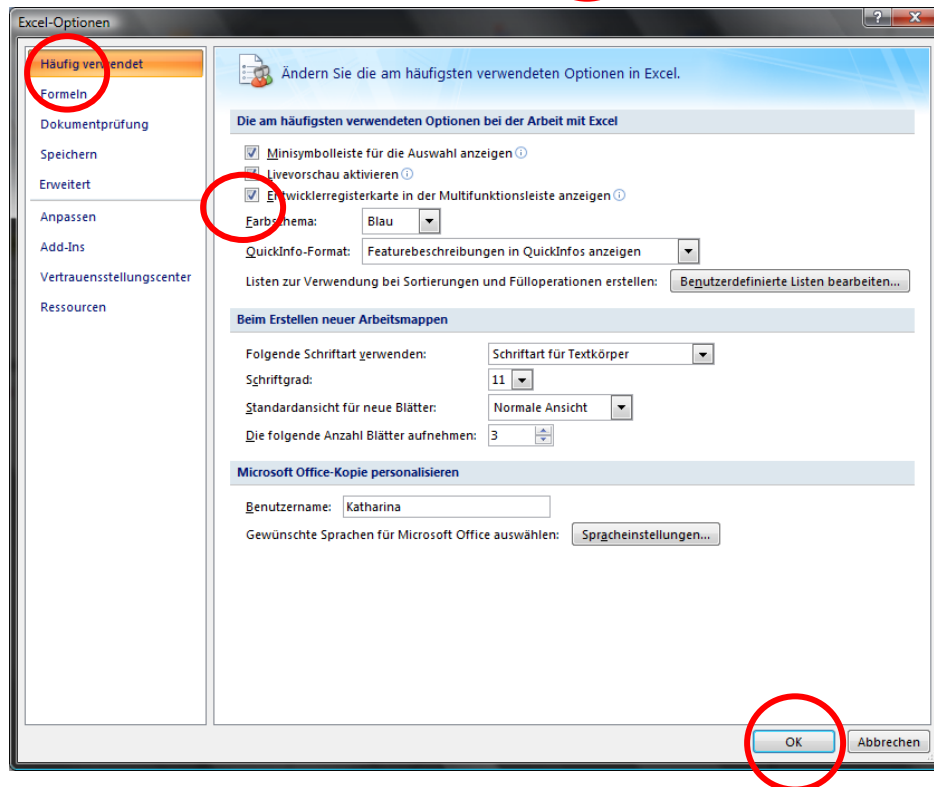 Excel-Optionen
Häufig verwendet
Formeln
Dokumentprüfung
Speichern
Erweitert
Anpassen
Add-Ins
Vertrauensstellungscenter
Ressourcen
Ändern Sie die am häufigsten verwendeten Optionen in Excel.
Die am häufigsten verwendeten Optionen bei der Arbeit mit Excel
Minisymbolleiste für die Auswahl anzeigen
Livevorschau aktivieren
Entwicklerregisterkarte in der Multifunktionsleiste anzeigen
Farbschema: Blau
QuickInfo-Format: Featurebeschreibungen in QuickInfos anzeigen
Listen zur Verwendung bei Sortierungen und Fülloperationen erstellen: Benutzerdefinierte Listen bearbeiten...
Beim Erstellen neuer Arbeitsmappen
Folgende Schriftart verwenden: Schriftart für Textkörper
Schriftgrad: 11
Standardansicht für neue Blätter: Normale Ansicht
Die folgende Anzahl Blätter aufnehmen: 3
Microsoft Office-Kopie personalisieren
Benutzername: Katharina
Gewünschte Sprachen für Microsoft Office auswählen: Spracheinstellungen...
OK Abbrechen